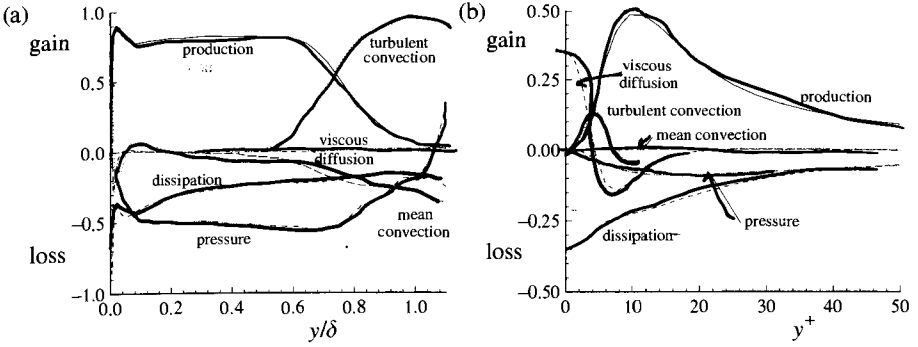 (a)
gain
loss
1.0
0.5
0.0
-0.5
-1.0
production
turbulent
convection
viscous
diffusion
dissipation
pressure
mean
convection
0.0
0.2
0.4
0.6
0.8
1.0
y/δ
(b)
gain
loss
0.50
0.25
-0.00
-0.25
-0.50
viscous
diffusion
turbulent convection
mean convection
production
pressure
dissipation
0
10
20
30
40
50
y+